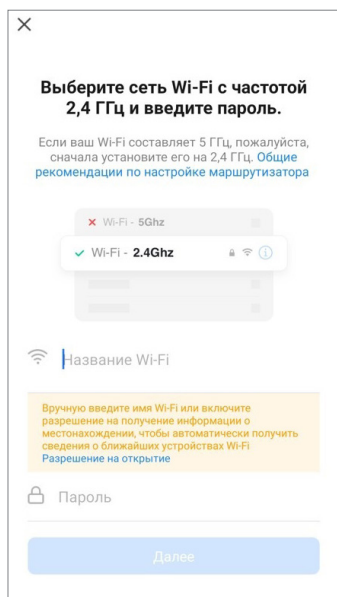 Выберите сеть Wi-Fi с частотой
2,4 ГГц и введите пароль.
Если ваш Wi-Fi составляет 5 ГГц, пожалуйста,
сначала установите его на 2,4 ГГц. Общие
рекомендации по настройке маршрутизатора
Wi-Fi - 5Ghz
Wi-Fi - 2.4Ghz
Название Wi-Fi
Вручную введите имя Wi-Fi или включите
разрешение на получение информации о
местонахождении, чтобы автоматически получить
сведения о ближайших устройствах Wi-Fi
Разрешение на открытие
Пароль
Далее